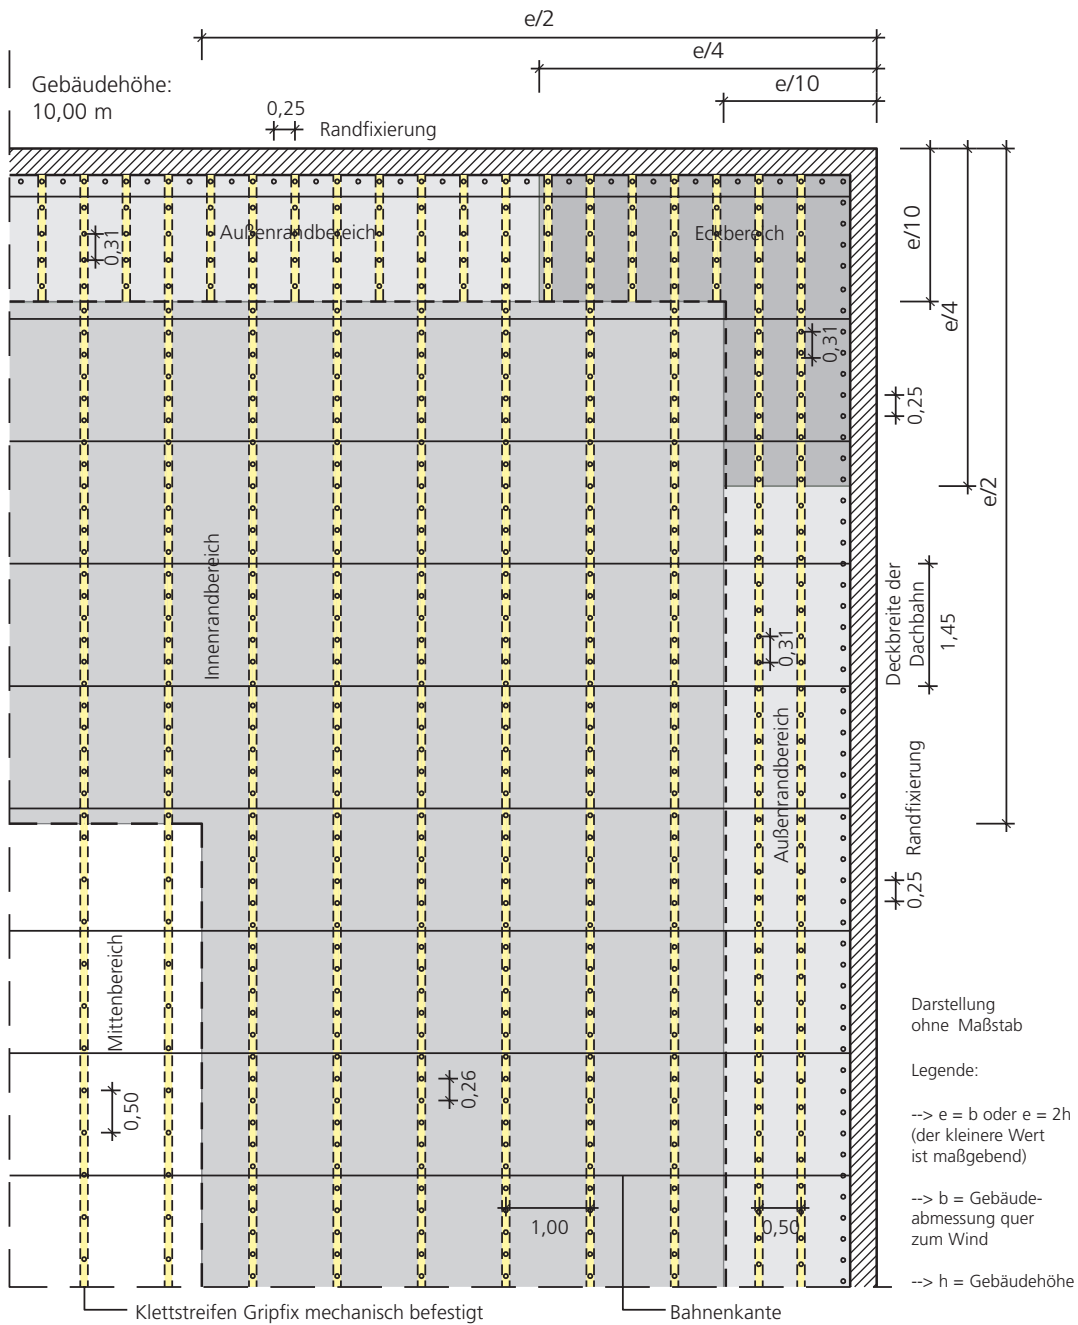 e/2
e/4
e/10
Gebäudehöhe:
10,00 m
0,25
Randfixierung
Außenrandbereich
Eckbereich
0,31
e/10
e/4
0,31
0,25
e/2
Innenrandbereich
Deckbreite der
Dachbahn
1,45
0,31
Außenrandbereich
Randfixierung
0,25
Mittenbereich
0,50
0,26
1,00
0,50
Darstellung
ohne Maßstab
Legende:
--> e = b oder e = 2h
(der kleinere Wert
ist maßgebend)
--> b = Gebäude-
abmessung quer
zum Wind
--> h = Gebäudehöhe
Klettstreifen Gripfix mechanisch befestigt
Bahnenkante